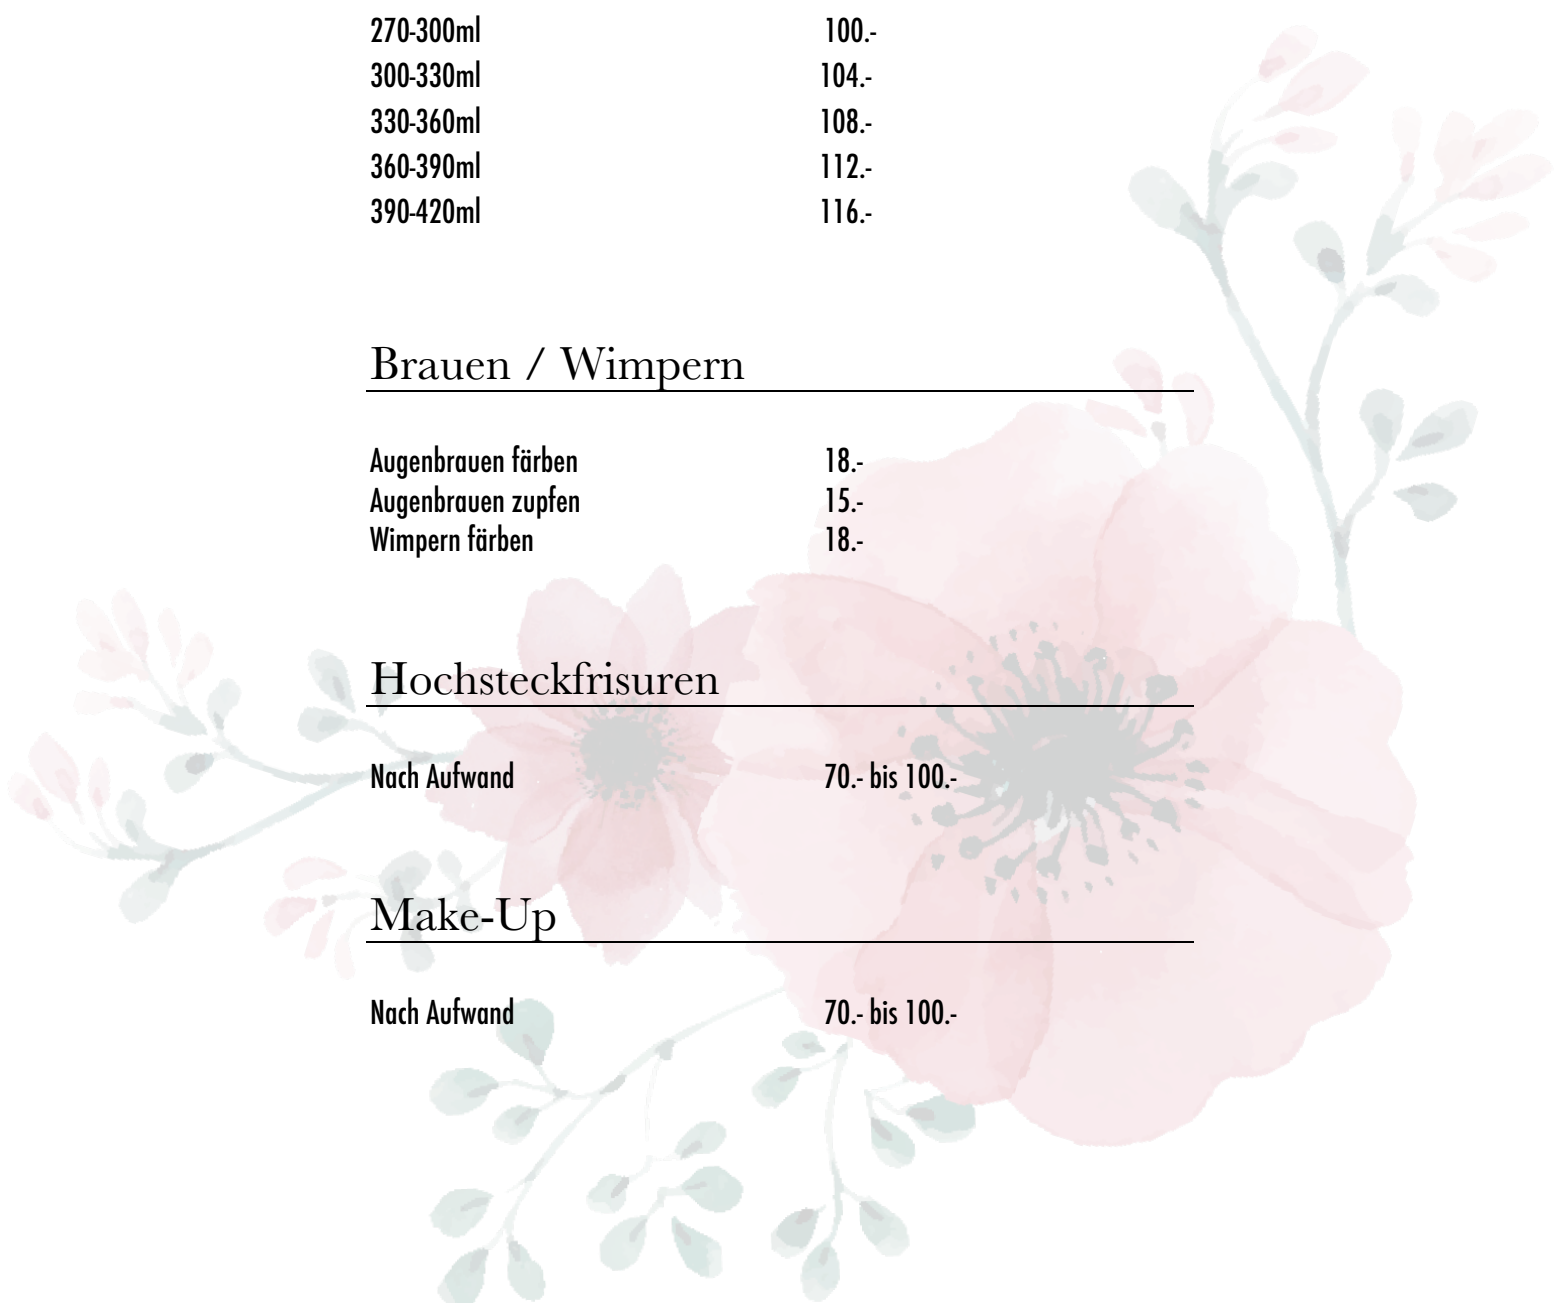 270-300ml 100.-
300-330ml 104.-
330-360ml 108.-
360-390ml 112.-
390-420ml 116.-
Brauen / Wimpern
Augenbrauen färben 18.-
Augenbrauen zupfen 15.-
Wimpern färben 18.-
Hochsteckfrisuren
Nach Aufwand 70.- bis 100.-
Make-Up
Nach Aufwand 70.- bis 100.-